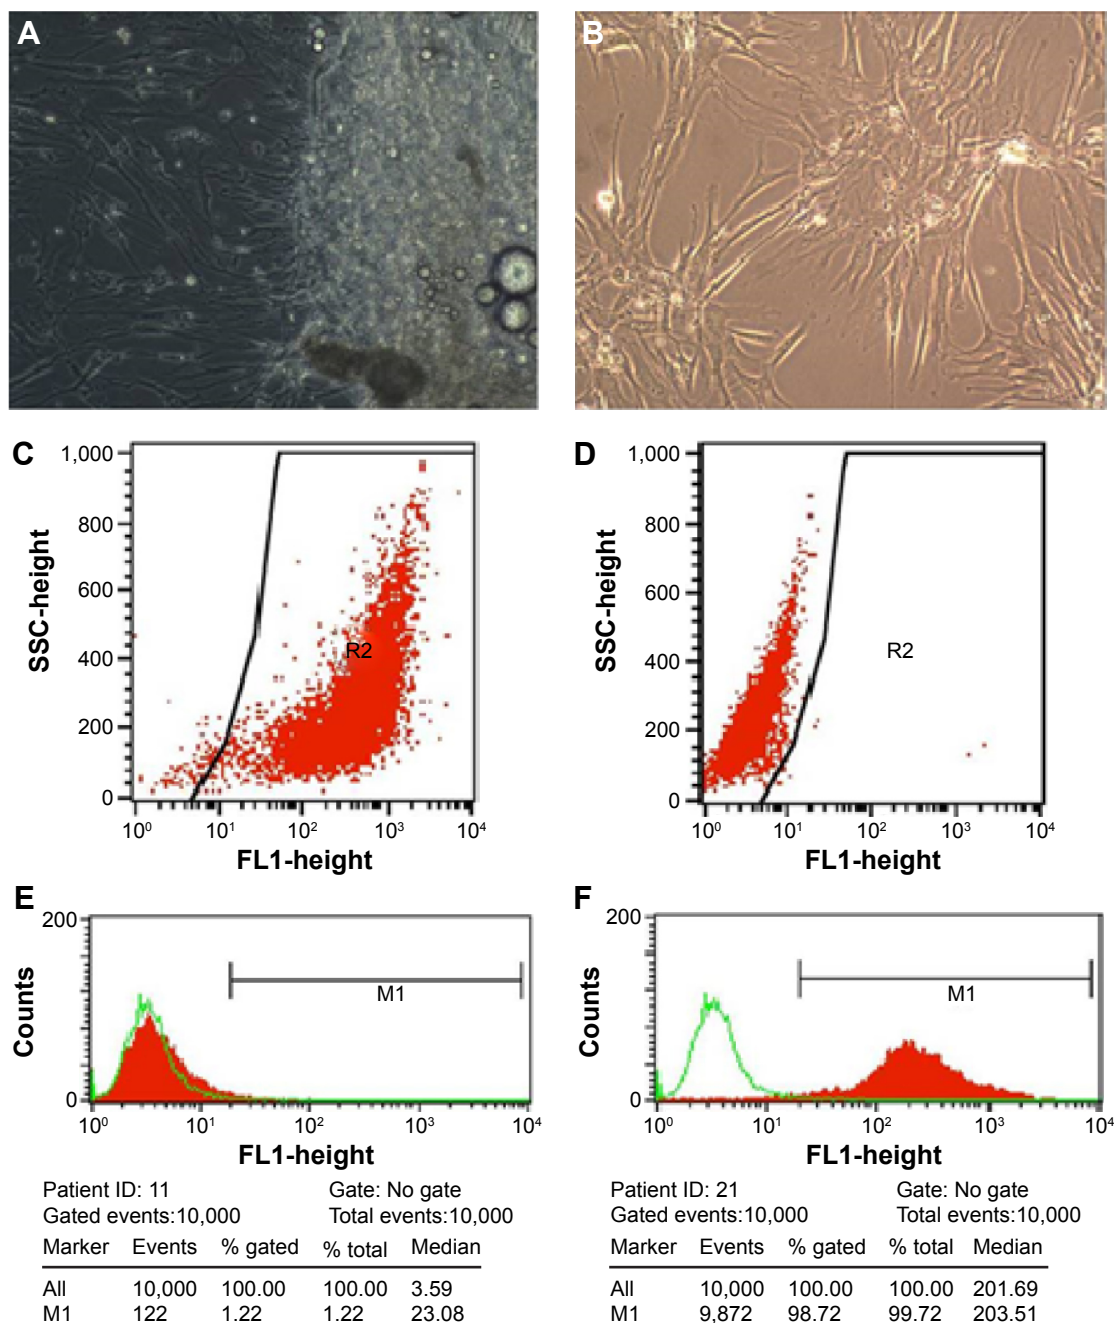 A
B
C
1,000
800
600
400
200
0
SSC-height
R2
10⁰ 10¹ 10² 10³ 10⁴
FL1-height
D
1,000
800
600
400
200
0
SSC-height
R2
10⁰ 10¹ 10² 10³ 10⁴
FL1-height
E
200
0
Counts
M1
10⁰ 10¹ 10² 10³ 10⁴
FL1-height
Patient ID: 11 Gate: No gate
Gated events:10,000 Total events:10,000
Marker Events % gated % total Median
All 10,000 100.00 100.00 3.59
M1 122 1.22 1.22 23.08
F
200
0
Counts
M1
10⁰ 10¹ 10² 10³ 10⁴
FL1-height
Patient ID: 21 Gate: No gate
Gated events:10,000 Total events:10,000
Marker Events % gated % total Median
All 10,000 100.00 100.00 201.69
M1 9,872 98.72 99.72 203.51